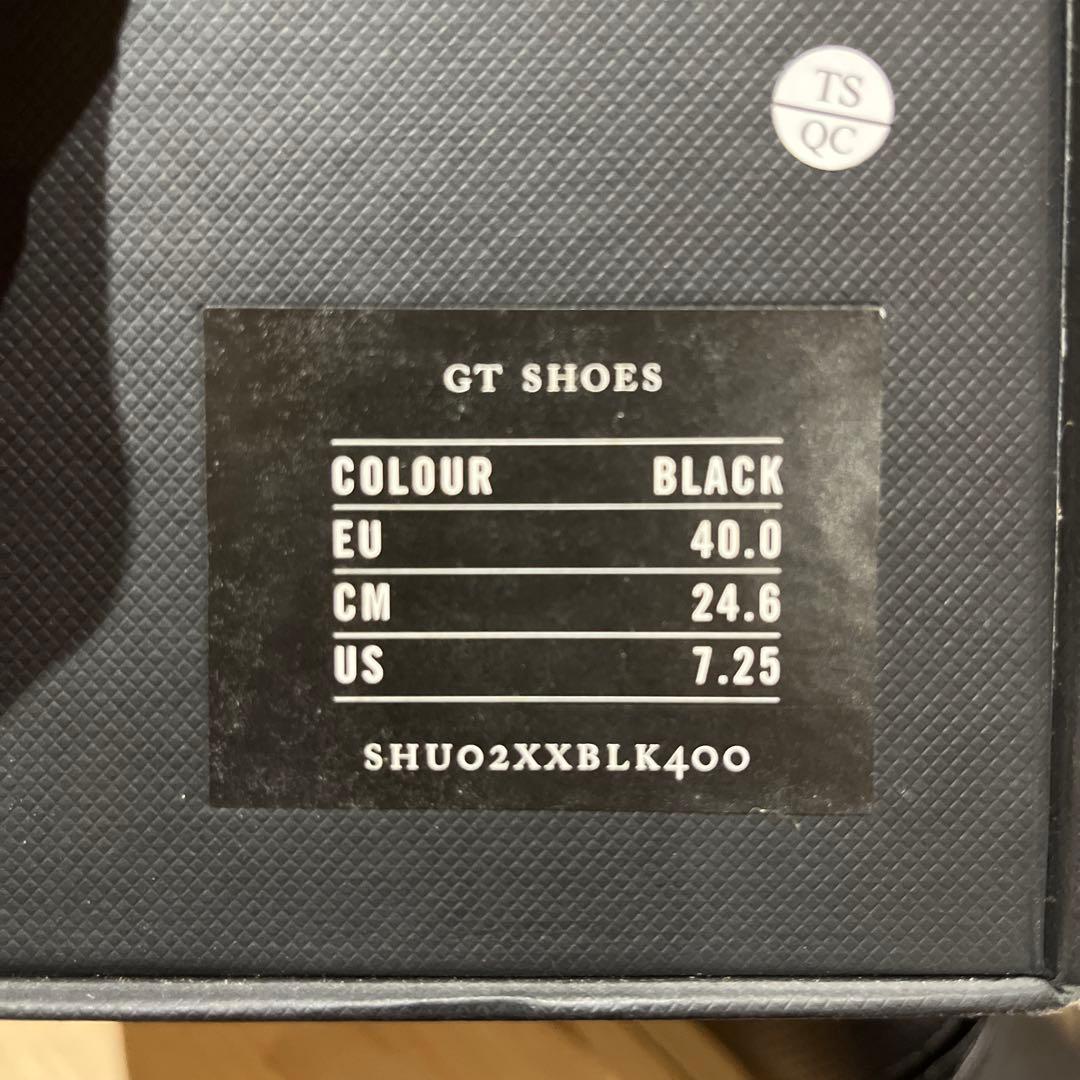 TS
QC
GT SHOES
COLOUR BLACK
EU 40.0
CM 24.6
US 7.25
SHU02XXBLK400